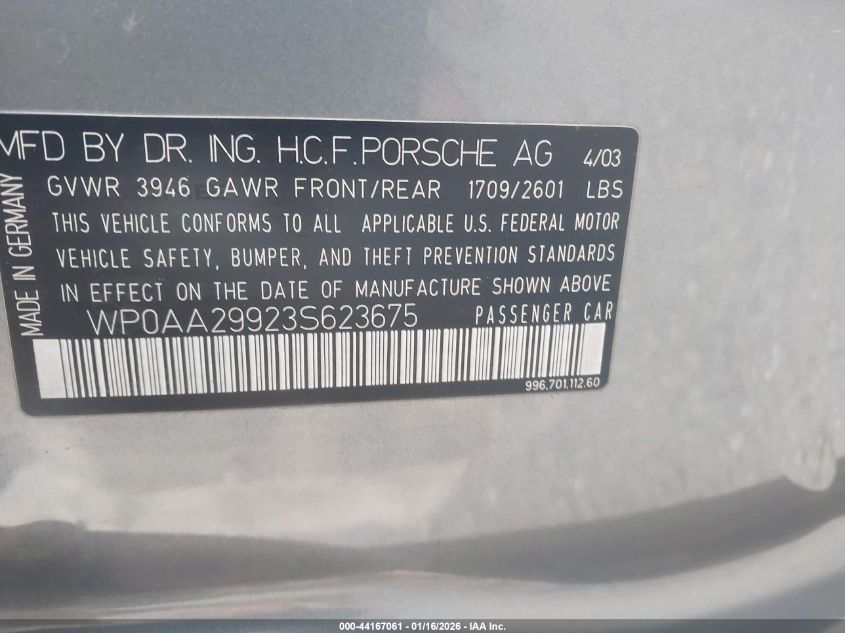 MFD BY DR. ING. H.C.F. PORSCHE AG 4/03
GVWR 3946 GAWR FRONT/REAR 1709/2601 LBS
THIS VEHICLE CONFORMS TO ALL APPLICABLE U.S. FEDERAL MOTOR
VEHICLE SAFETY, BUMPER, AND THEFT PREVENTION STANDARDS
IN EFFECT ON THE DATE OF MANUFACTURE SHOWN ABOVE
WP0AA29923S623675 PASSENGER CAR
996.701.112.60
MADE IN GERMANY
000-44167061 - 01/16/2026 - IAA Inc.